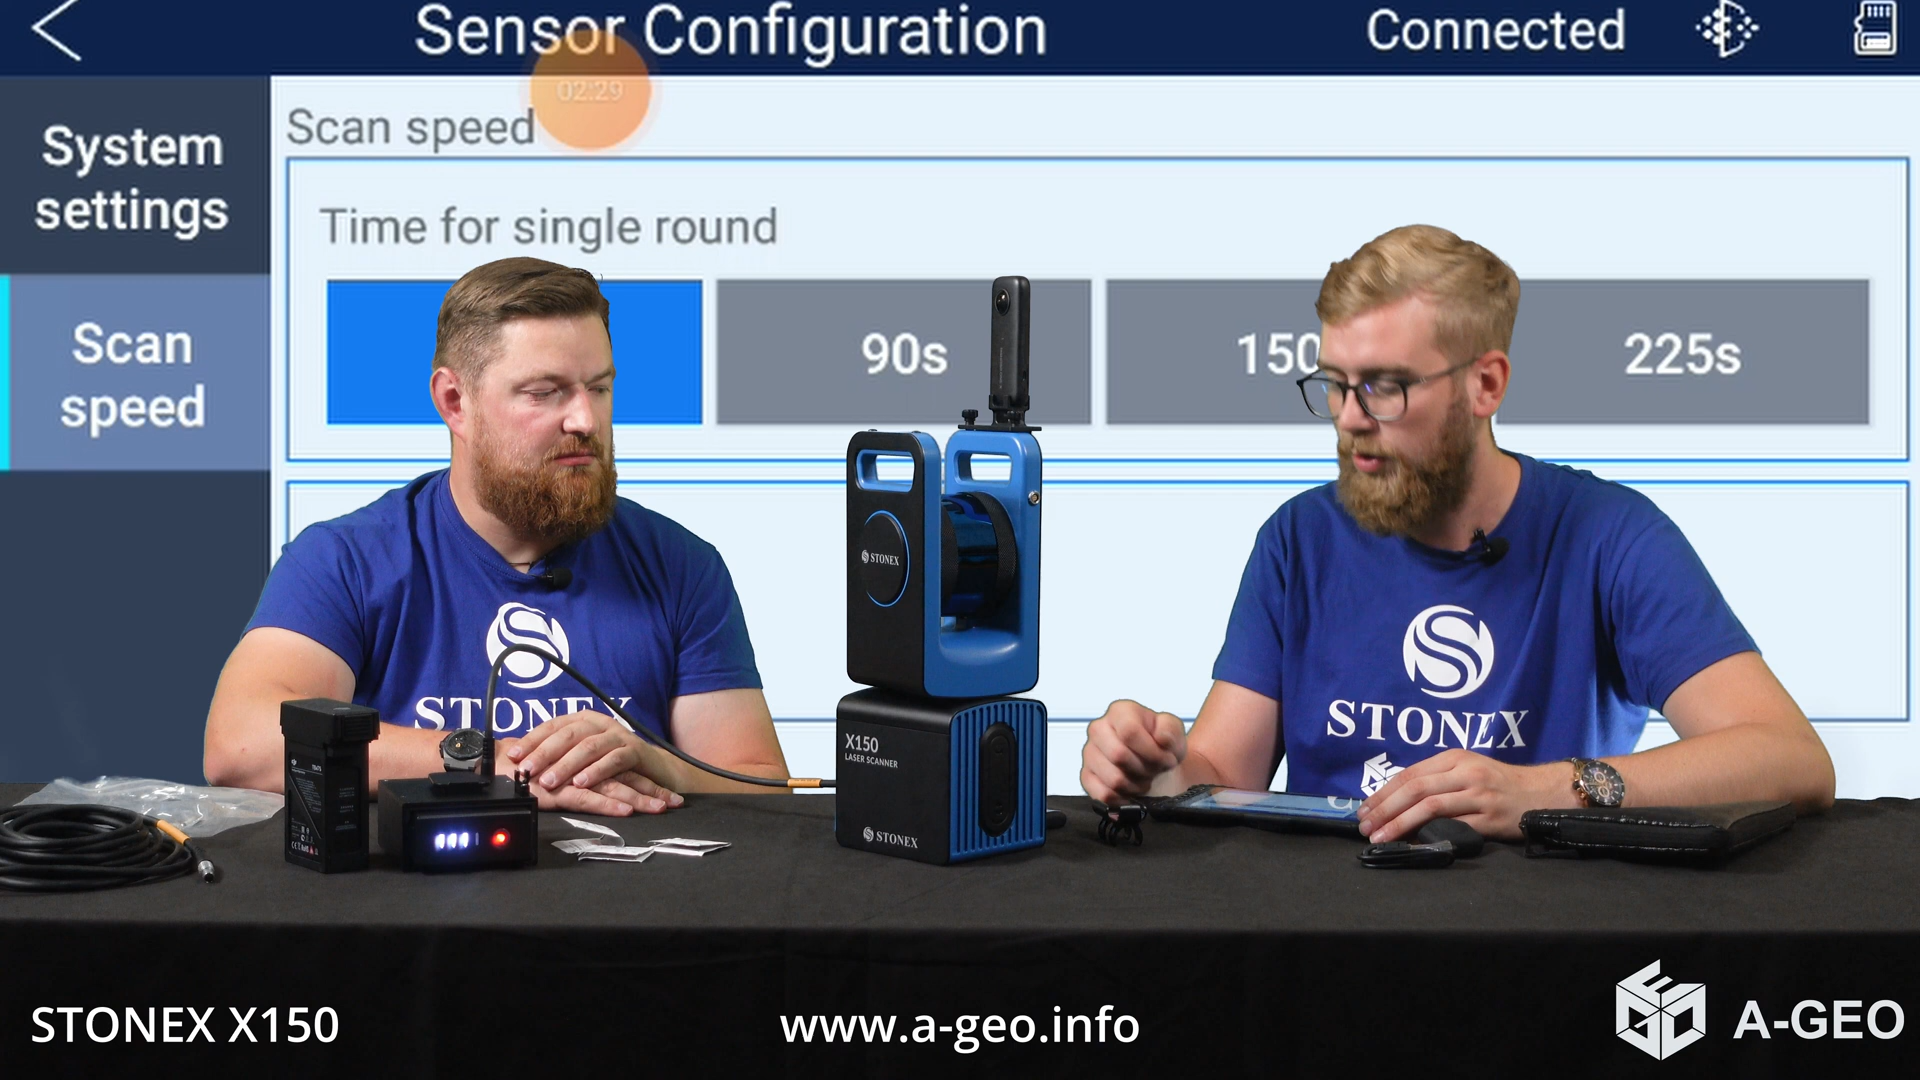 Sensor Configuration
Connected
02:29
System
settings
Scan speed
Time for single round
Scan
speed
90s
150
225s
STONEX
STONEX
STONEX
X150
LASER SCANNER
STONEX
STONEX X150
www.a-geo.info
GEO
A-GEO